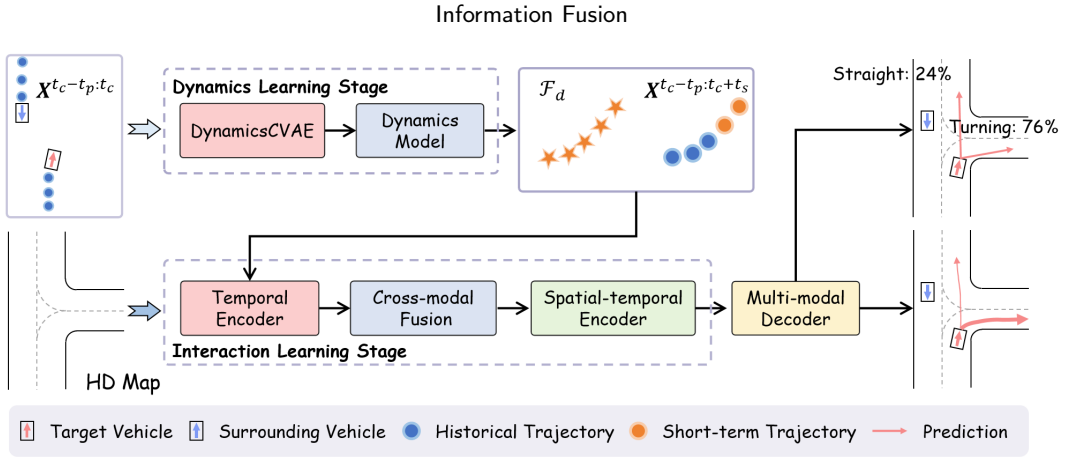 Information Fusion
X^{t_c-t_p:t_c}
Dynamics Learning Stage
DynamicsCVAE
Dynamics
Model
\mathcal{F}_d
X^{t_c-t_p:t_c+t_s}
Straight: 24%
Turning: 76%
Temporal
Encoder
Cross-modal
Fusion
Spatial-temporal
Encoder
Multi-modal
Decoder
Interaction Learning Stage
HD Map
Target Vehicle
Surrounding Vehicle
Historical Trajectory
Short-term Trajectory
Prediction